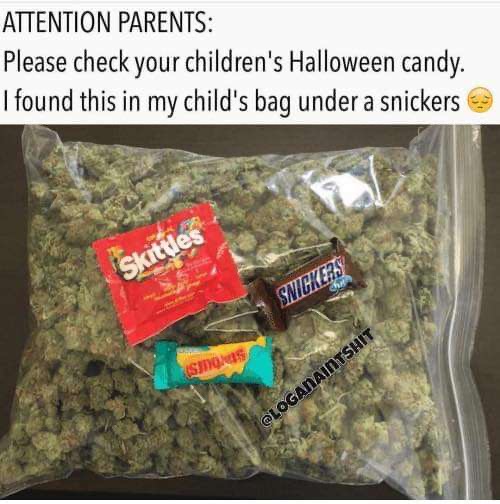 ATTENTION PARENTS:
Please check your children's Halloween candy.
I found this in my child's bag under a snickers 😔
Skittles
SNICKERS
STARBURST
@LOGANAINTSHIT